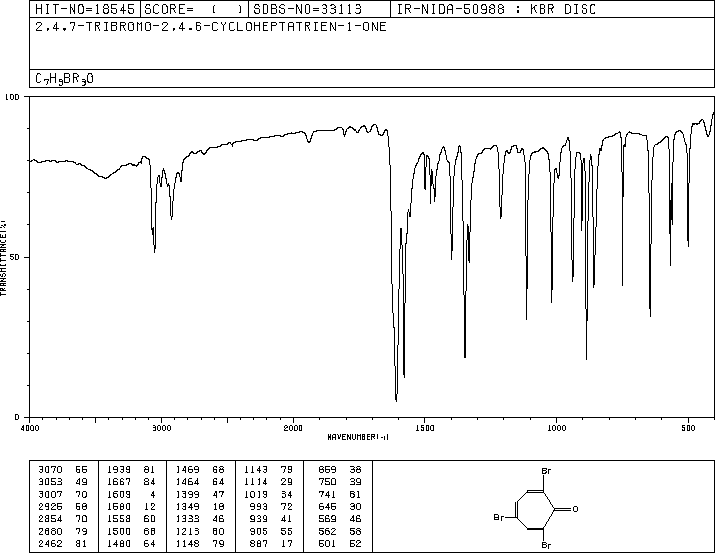 HIT-NO=18545 SCORE= ( ) SDBS-NO=33113 IR-NIDA-50988 : KBR DISC
2,4,7-TRIBROMO-2,4,6-CYCLOHEPTATRIEN-1-ONE
C7H3BR3O
100
TRANSMITTANCE(%)
50
0
4000 3000 2000 1500 1000 500
WAVENUMBER(-1)
3070 55 1939 81 1469 68 1143 79 859 38
3053 49 1667 84 1464 64 1114 29 750 39
3007 70 1609 4 1399 47 1019 34 741 81
2925 58 1580 12 1349 18 993 72 645 30
2854 70 1558 60 1333 46 939 41 569 46
2680 79 1500 68 1213 60 905 55 562 58
2462 81 1480 64 1148 79 887 17 501 52
Br
O
Br
Br